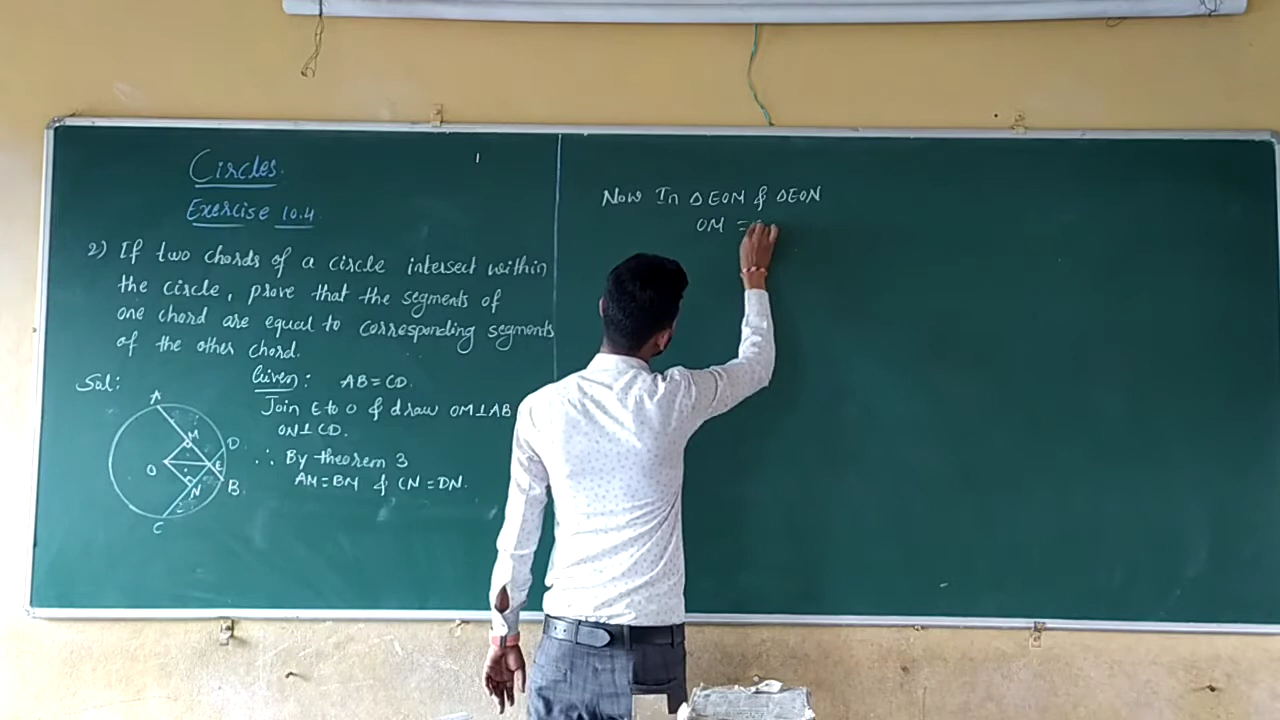 Circles.
Exercise 10.4
2) If two chords of a circle intersect within
the circle, prove that the segments of
one chord are equal to corresponding segments
of the other chord.
Sol:
Given: AB=CD.
Join E to O & draw OM⊥AB
ON⊥CD.
∴ By theorem 3
AM=BM & CN=DN.
A
M
D
O
E
N
B
C
Now In △EOM & △EON
OM =